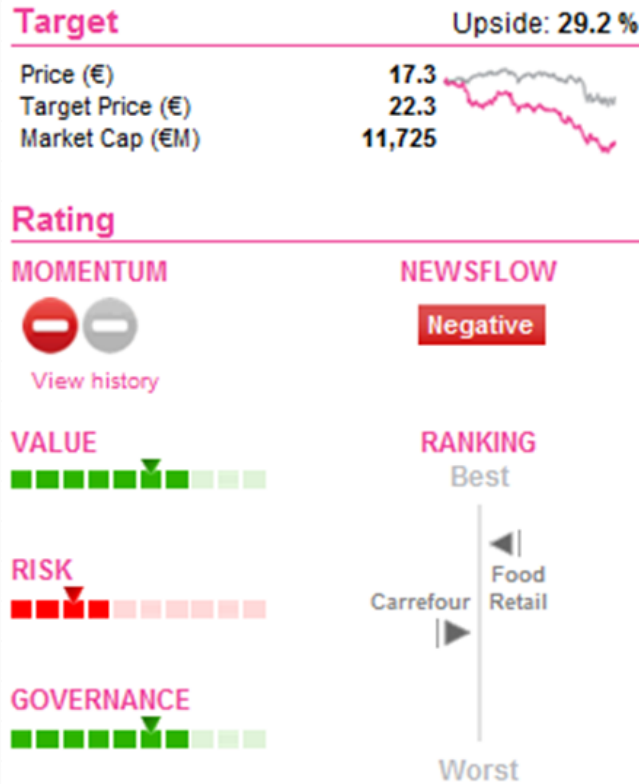 Target Upside: 29.2 %
Price (€) 17.3
Target Price (€) 22.3
Market Cap (€M) 11,725
Rating
MOMENTUM NEWSFLOW
Negative
View history
VALUE RANKING
Best
RISK
Food
Carrefour Retail
GOVERNANCE
Worst